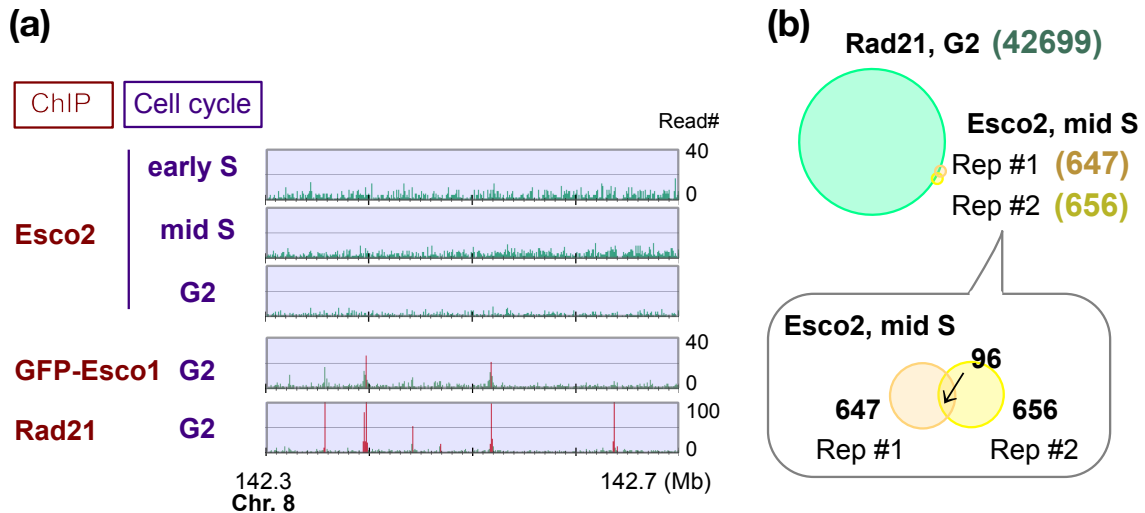 (a)
ChIP
Cell cycle
Read#
early S
40
0
Esco2
mid S
G2
GFP-Esco1
G2
40
0
Rad21
G2
100
0
142.3
142.7 (Mb)
Chr. 8
(b)
Rad21, G2 (42699)
Esco2, mid S
Rep #1 (647)
Rep #2 (656)
Esco2, mid S
96
647
656
Rep #1
Rep #2